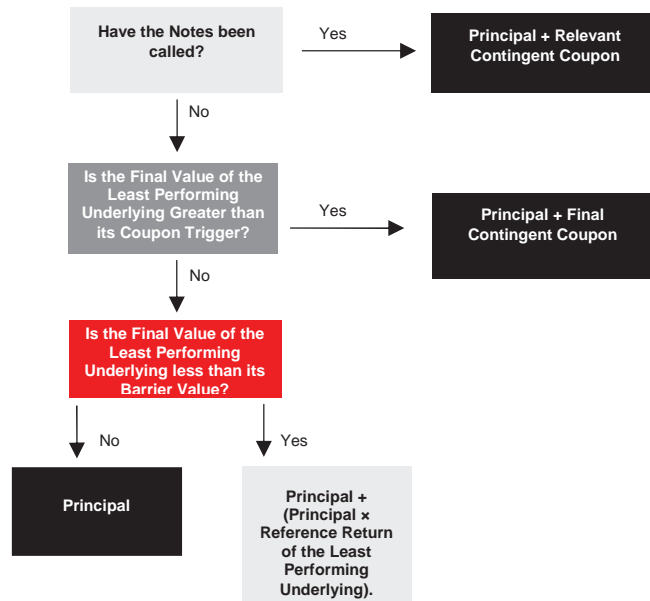 Have the Notes been
called?
Yes
Principal + Relevant
Contingent Coupon
No
Is the Final Value of the
Least Performing
Underlying Greater than
its Coupon Trigger?
Yes
Principal + Final
Contingent Coupon
No
Is the Final Value of the
Least Performing
Underlying less than its
Barrier Value?
No
Yes
Principal
Principal +
(Principal ×
Reference Return
of the Least
Performing
Underlying).